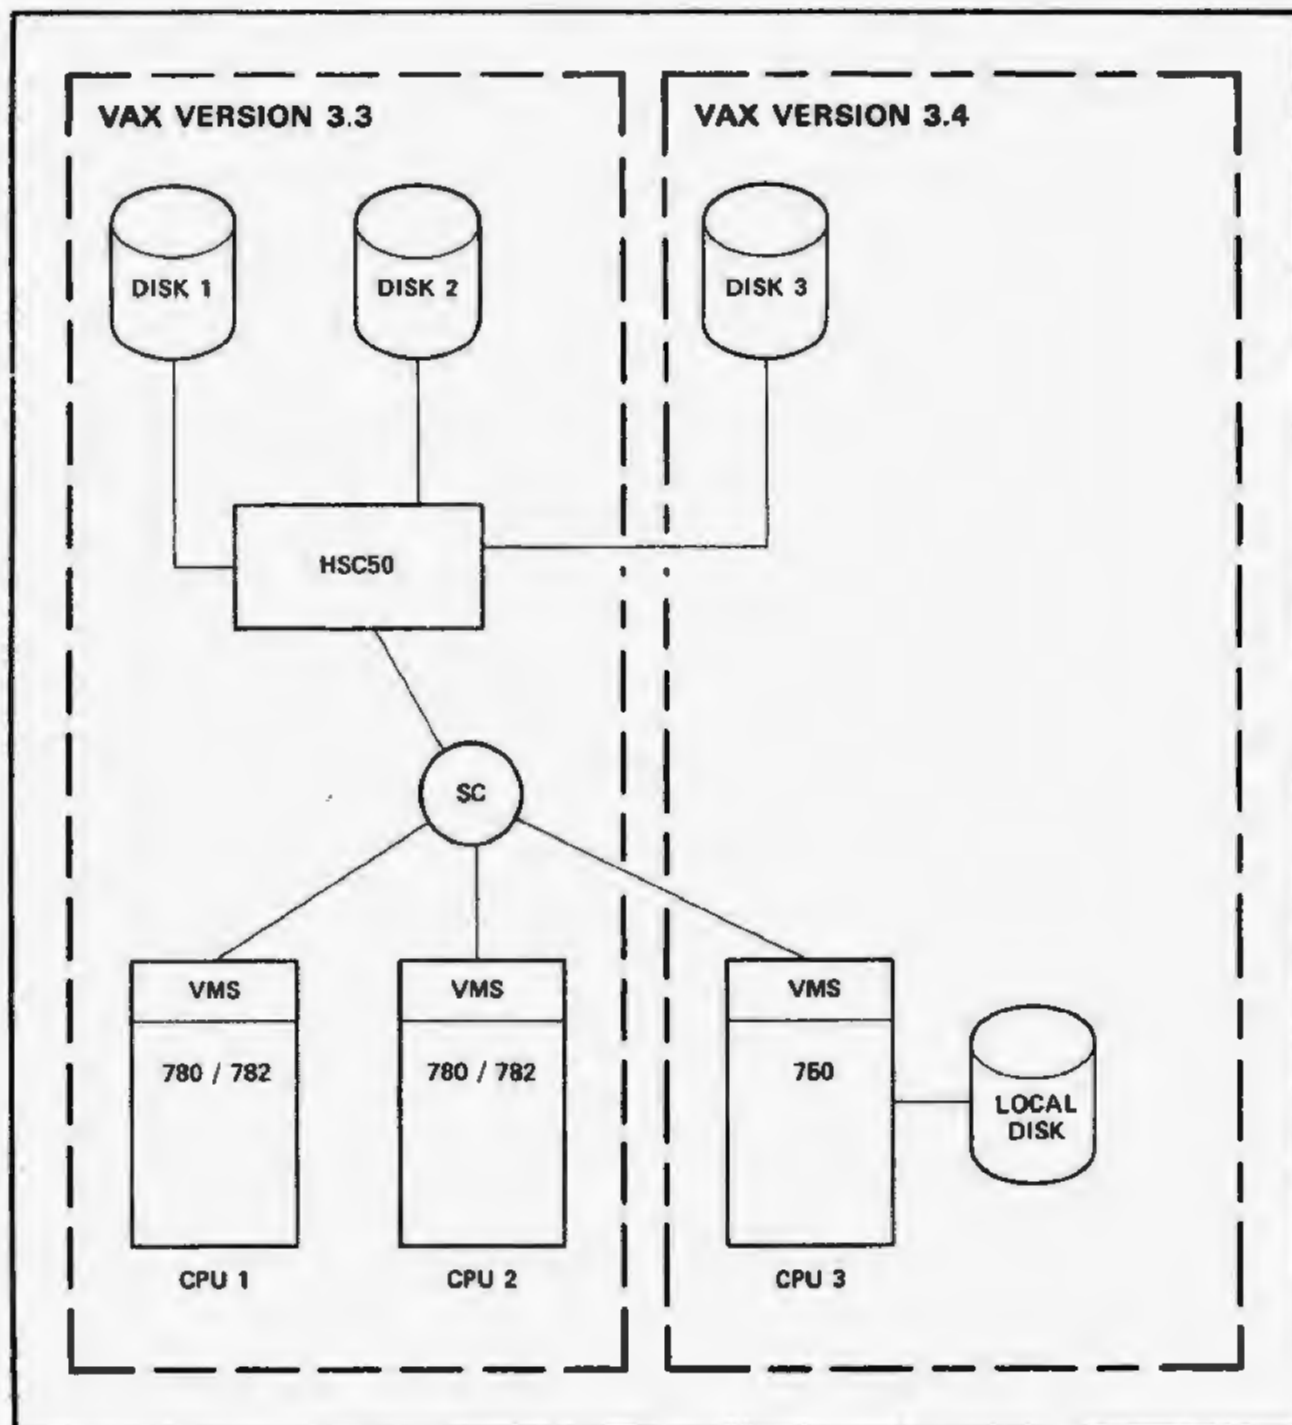 VAX VERSION 3.3
VAX VERSION 3.4
DISK 1
DISK 2
DISK 3
HSC50
SC
VMS
VMS
VMS
780 / 782
780 / 782
750
LOCAL
DISK
CPU 1
CPU 2
CPU 3